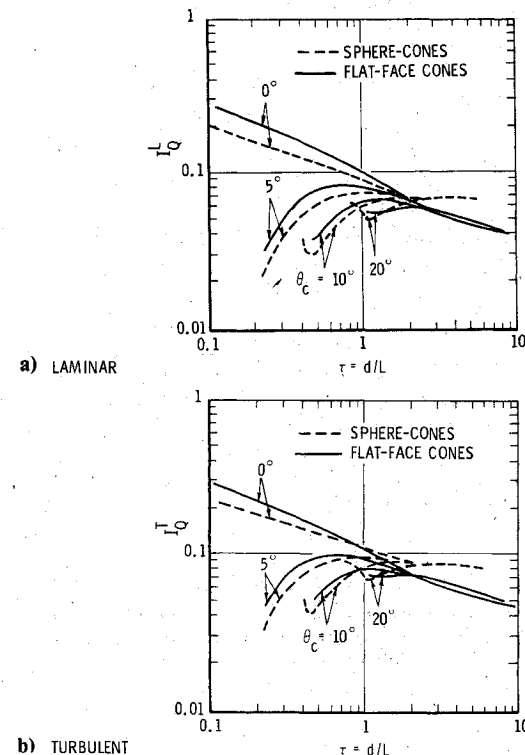 1
SPHERE-CONES
FLAT-FACE CONES
0°
I_Q^L
0.1
5°
θ_c = 10°
20°
0.01
0.1
1
10
a) LAMINAR
τ = d/L
1
SPHERE-CONES
FLAT-FACE CONES
0°
I_Q^T
0.1
5°
θ_c = 10°
20°
0.01
0.1
1
10
b) TURBULENT
τ = d/L